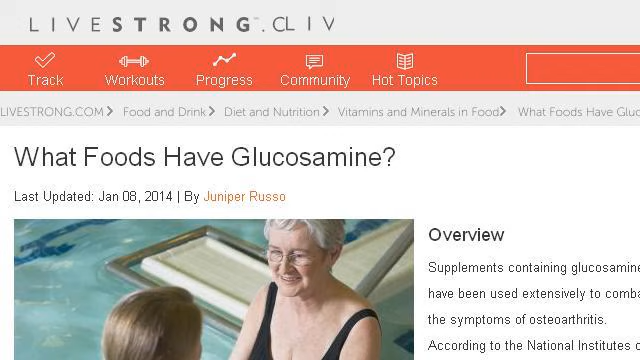 LIVESTRONG™.CLIV
Track Workouts Progress Community Hot Topics
LIVESTRONG.COM Food and Drink Diet and Nutrition Vitamins and Minerals in Food What Foods Have Gluc
What Foods Have Glucosamine?
Last Updated: Jan 08, 2014 | By Juniper Russo
Overview
Supplements containing glucosamine
have been used extensively to comba
the symptoms of osteoarthritis.
According to the National Institutes o